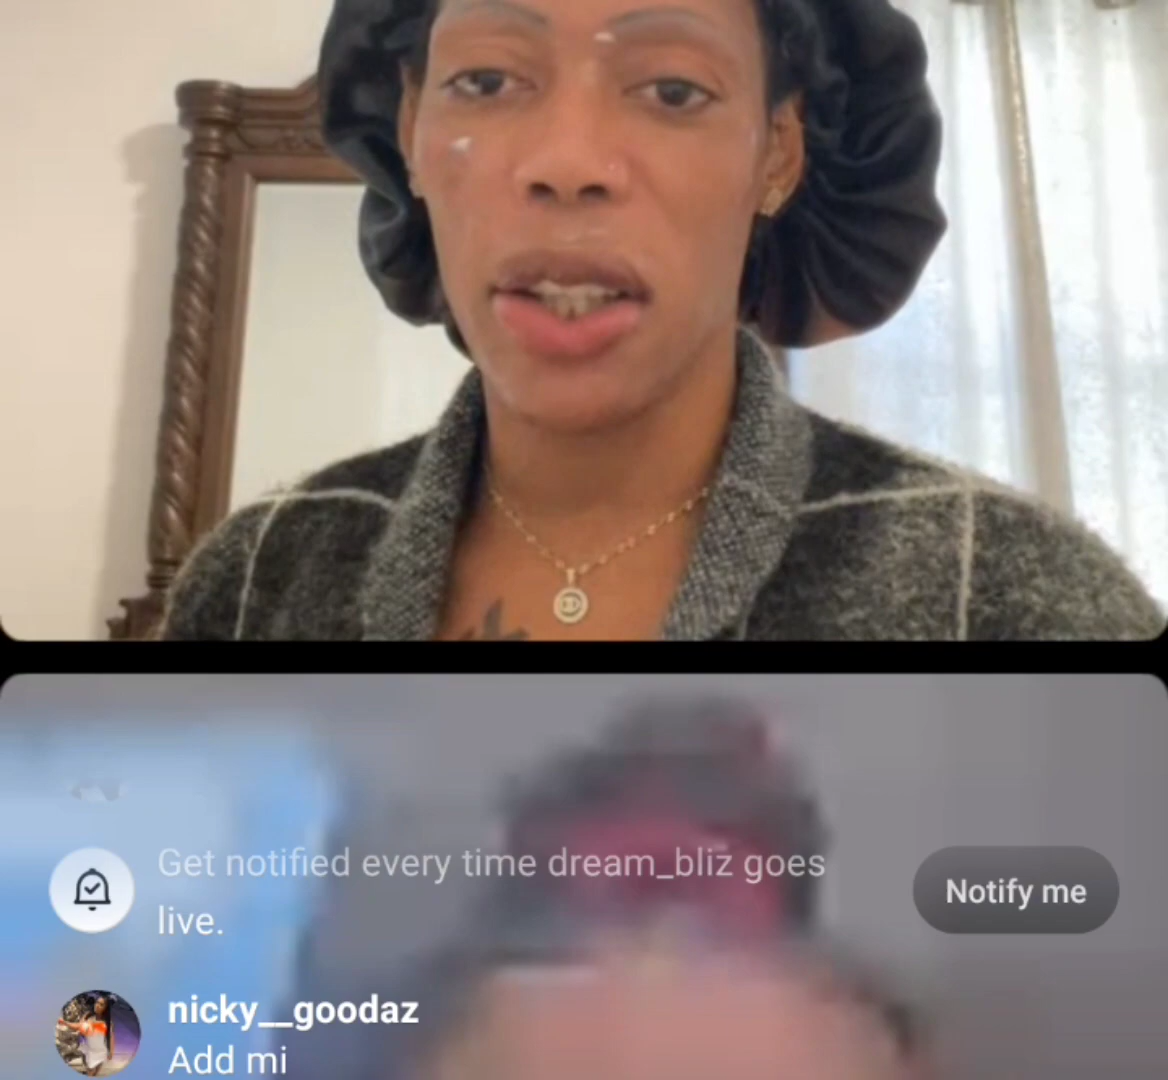 Get notified every time dream_bliz goes
live.
Notify me
nicky__goodaz
Add mi